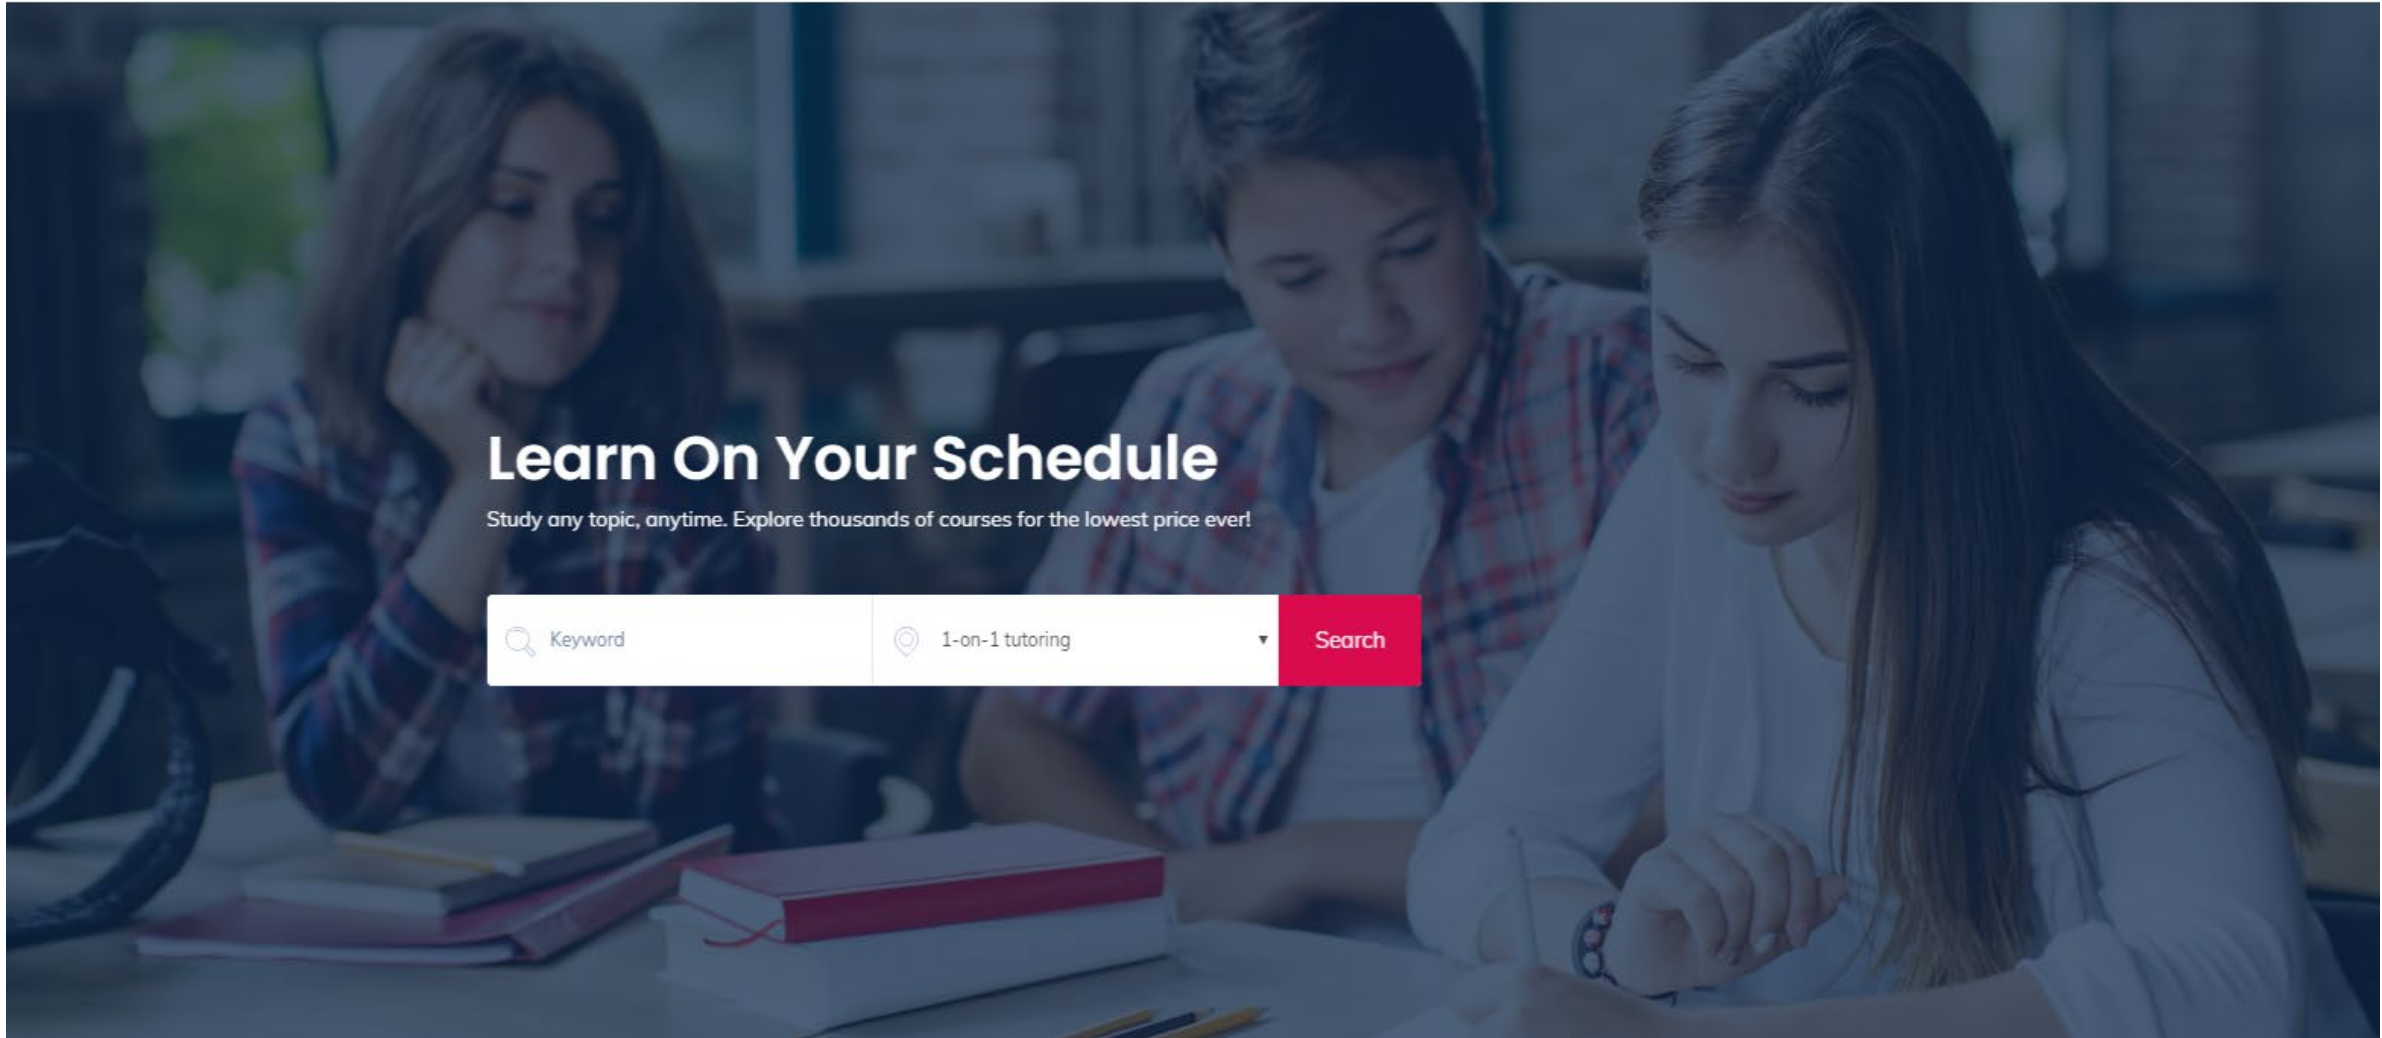 Learn On Your Schedule
Study any topic, anytime. Explore thousands of courses for the lowest price ever!
Keyword
1-on-1 tutoring
Search